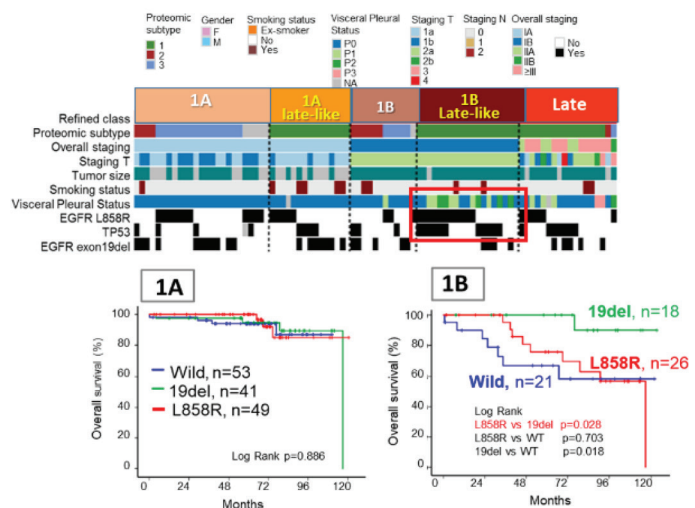 Proteomic subtype
1
2
3
Gender
F
M
Smoking status
Ex-smoker
No
Yes
Visceral Pleural Status
P0
P1
P2
P3
NA
Staging T
1a
1b
2a
2b
3
4
Staging N
0
1
2
Overall staging
IA
IB
IIA
IIB
≥III
No
Yes
Refined class
1A
1A
late-like
1B
1B
Late-like
Late
Proteomic subtype
Overall staging
Staging T
Tumor size
Smoking status
Visceral Pleural Status
EGFR L858R
TP53
EGFR exon19del
1A
Overall survival (%)
100
80
60
40
20
0
Wild, n=53
19del, n=41
L858R, n=49
Log Rank p=0.886
0 24 48 72 96 120
Months
1B
Overall survival (%)
100
80
60
40
20
0
19del, n=18
L858R, n=26
Wild, n=21
Log Rank
L858R vs 19del p=0.028
L858R vs WT p=0.703
19del vs WT p=0.018
0 24 48 72 96 120
Months